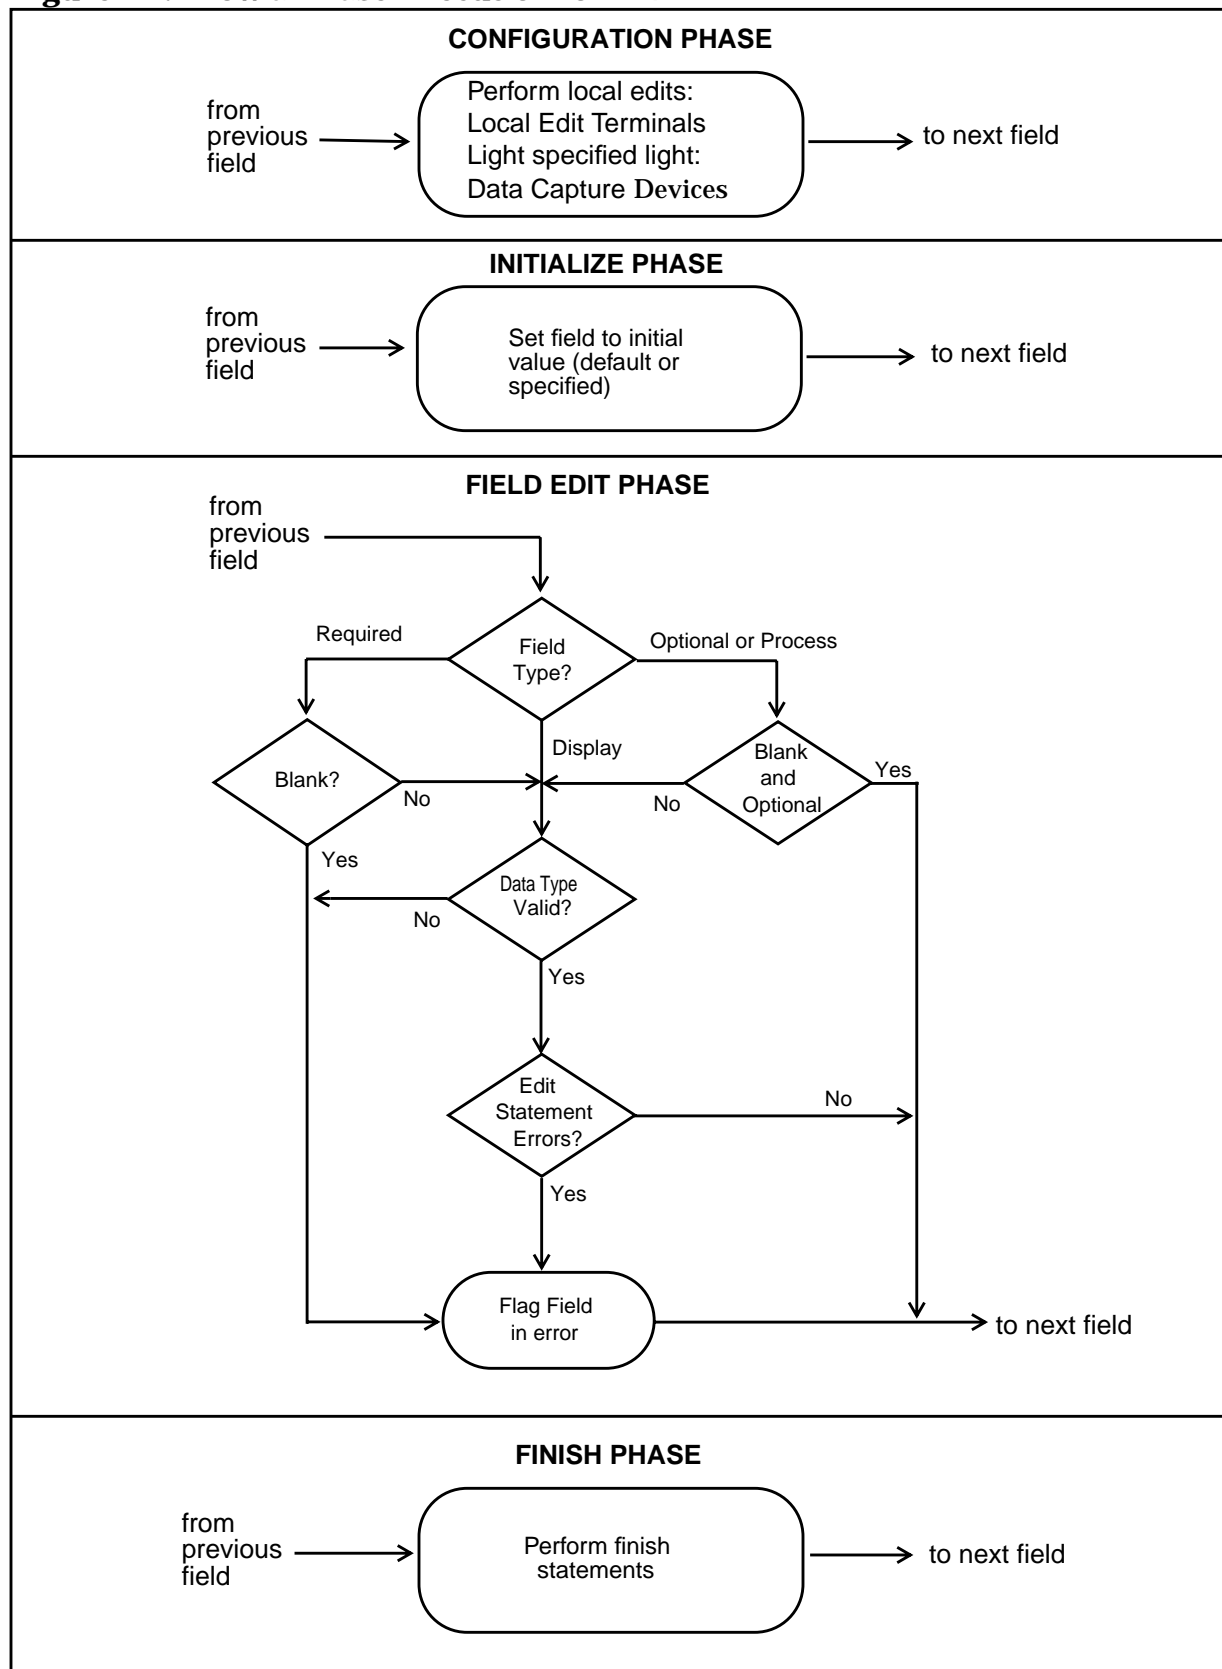 CONFIGURATION PHASE
from
previous
field
Perform local edits:
Local Edit Terminals
Light specified light:
Data Capture Devices
to next field
INITIALIZE PHASE
from
previous
field
Set field to initial
value (default or
specified)
to next field
FIELD EDIT PHASE
from
previous
field
Required
Field
Type?
Optional or Process
Display
Blank?
No
Yes
Blank
and
Optional
No
Yes
Data Type
Valid?
No
Yes
Edit
Statement
Errors?
No
Yes
Flag Field
in error
to next field
FINISH PHASE
from
previous
field
Perform finish
statements
to next field